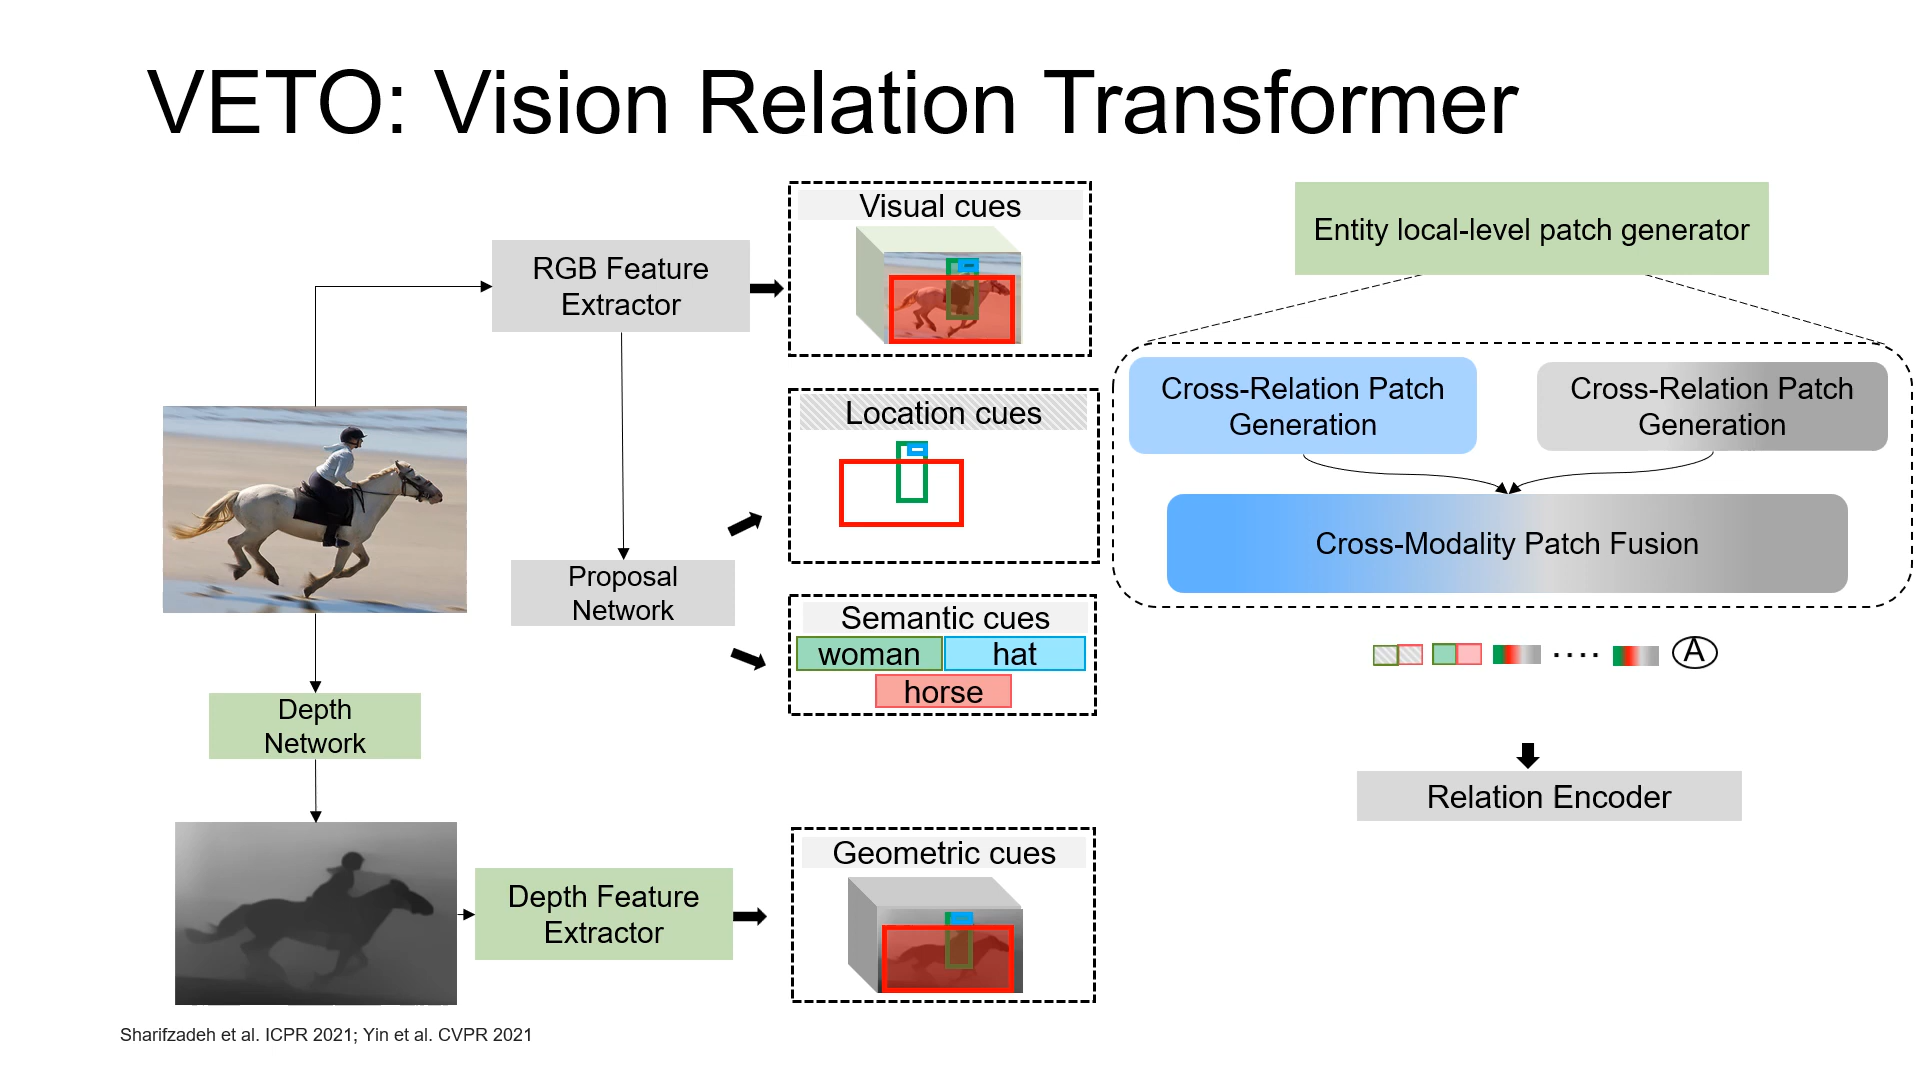 VETO: Vision Relation Transformer
RGB Feature
Extractor
Proposal
Network
Depth
Network
Depth Feature
Extractor
Visual cues
Location cues
Semantic cues
woman
hat
horse
Geometric cues
Entity local-level patch generator
Cross-Relation Patch
Generation
Cross-Relation Patch
Generation
Cross-Modality Patch Fusion
....
A
Relation Encoder
Sharifzadeh et al. ICPR 2021; Yin et al. CVPR 2021